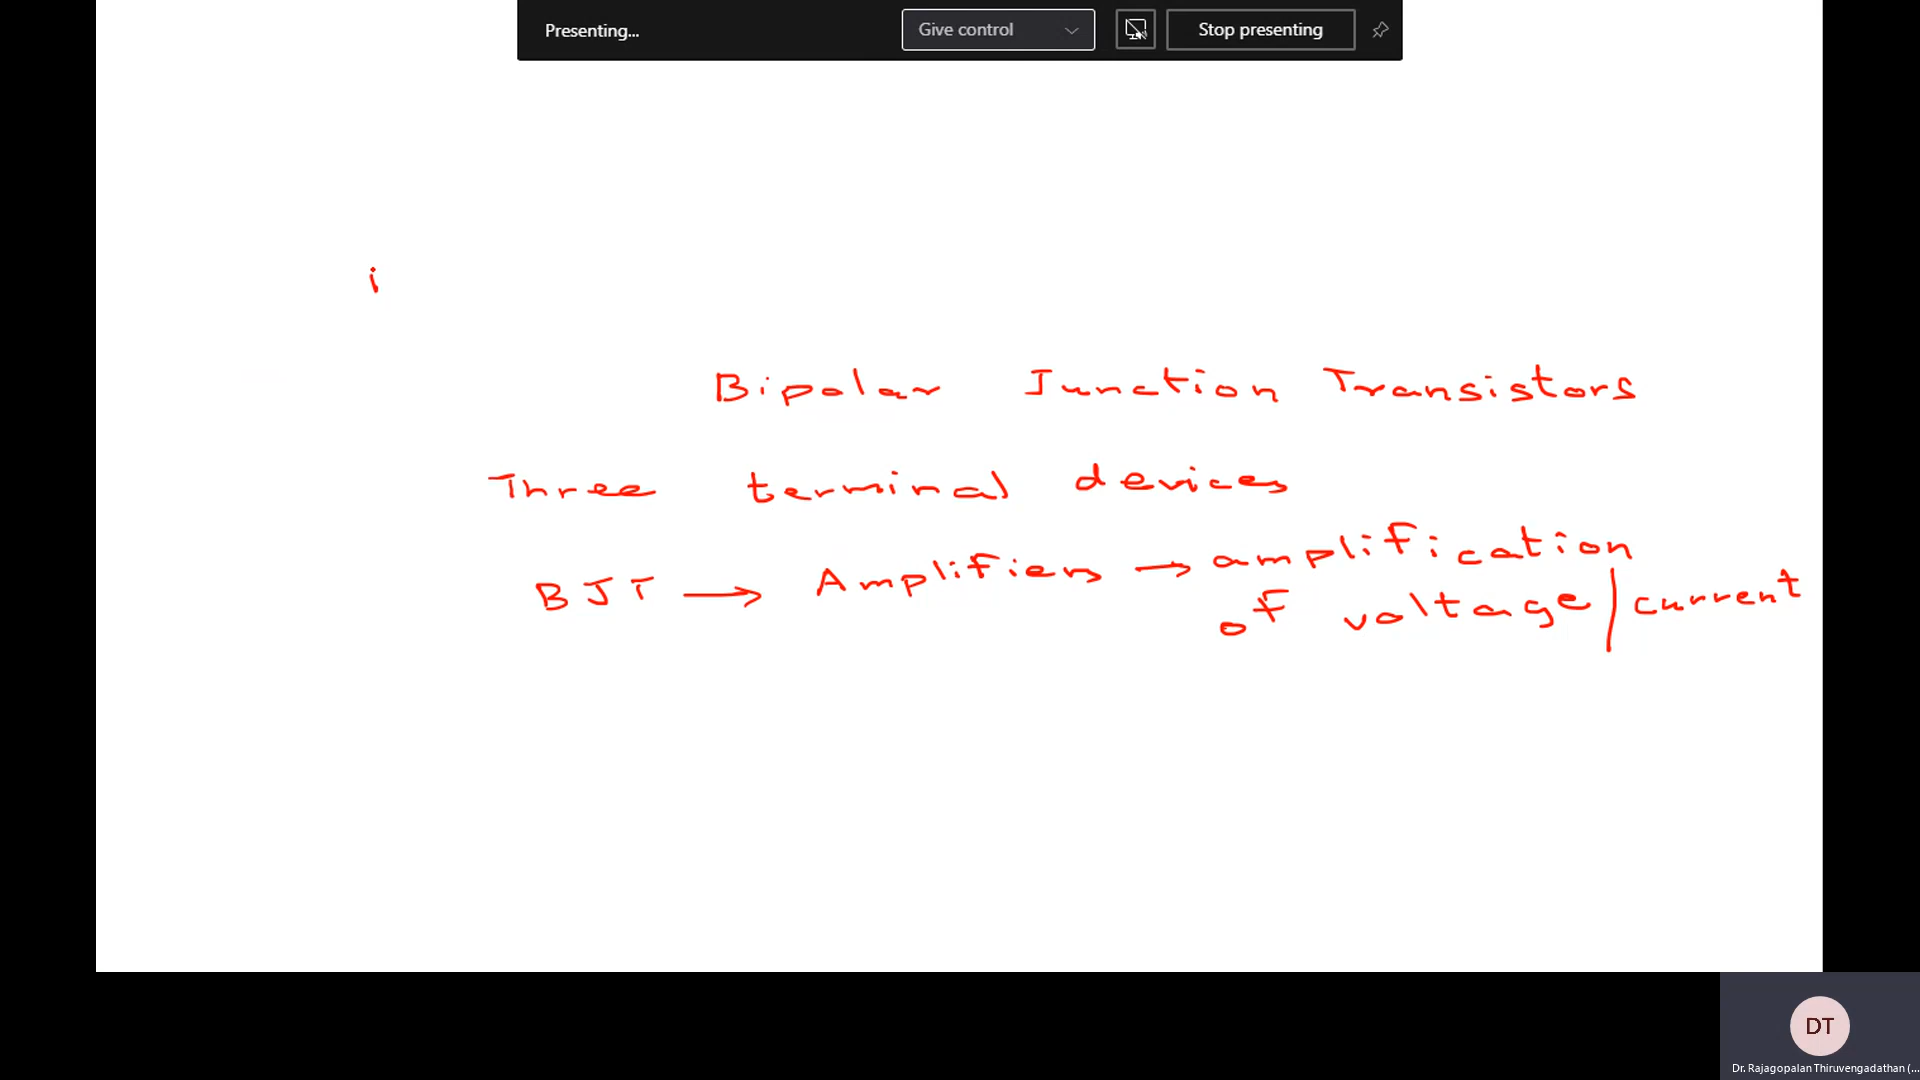 Presenting...
Give control
Stop presenting
i
Bipolar Junction Transistors
Three terminal devices
BJT → Amplifiers → amplification
of voltage | current
DT
Dr. Rajagopalan Thiruvengadathan (...